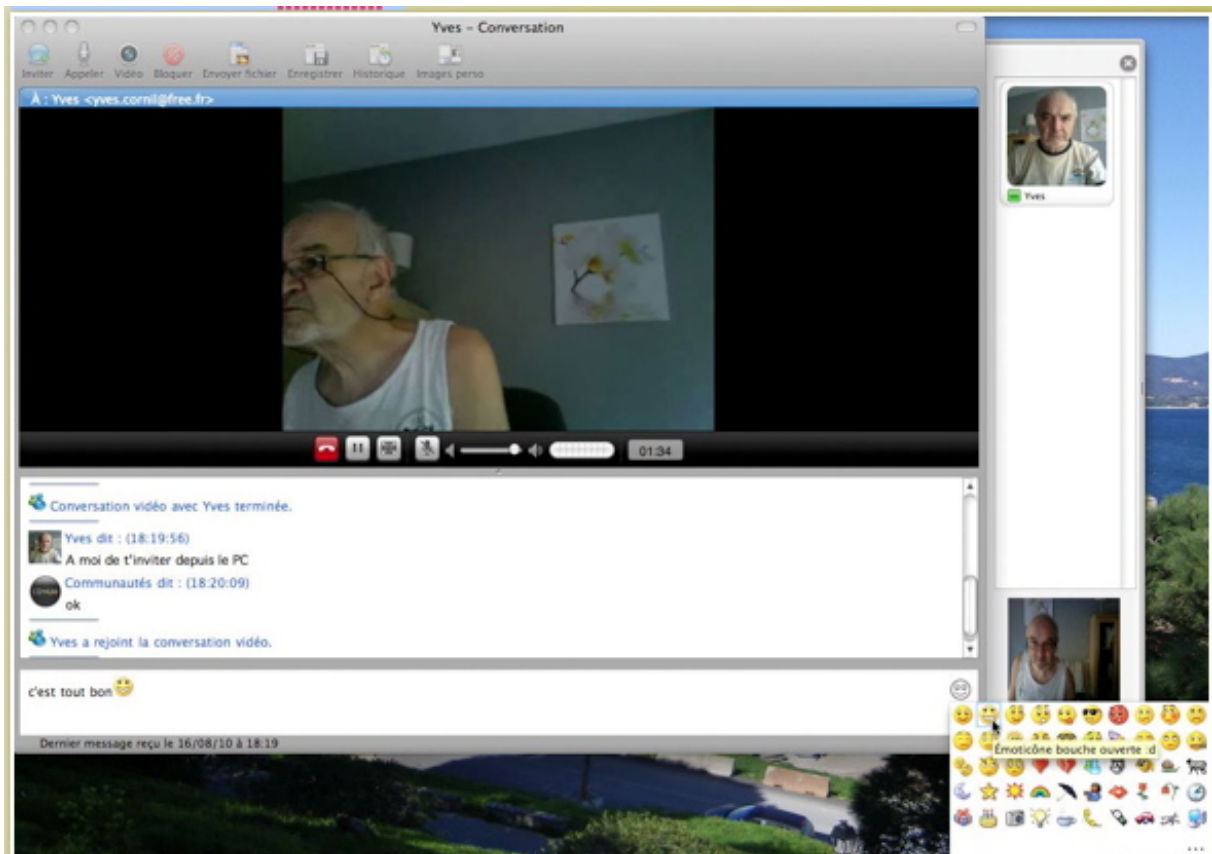 Yves – Conversation
Inviter Appeler Vidéo Bloquer Envoyer fichier Enregistrer Historique Images perso
À : Yves <yves.cornil@free.fr>
Yves
01:34
Conversation vidéo avec Yves terminée.
Yves dit : (18:19:56)
A moi de t'inviter depuis le PC
Communautés dit : (18:20:09)
ok
Yves a rejoint la conversation vidéo.
c'est tout bon
Dernier message reçu le 16/08/10 à 18:19
Émoticône bouche ouverte :d